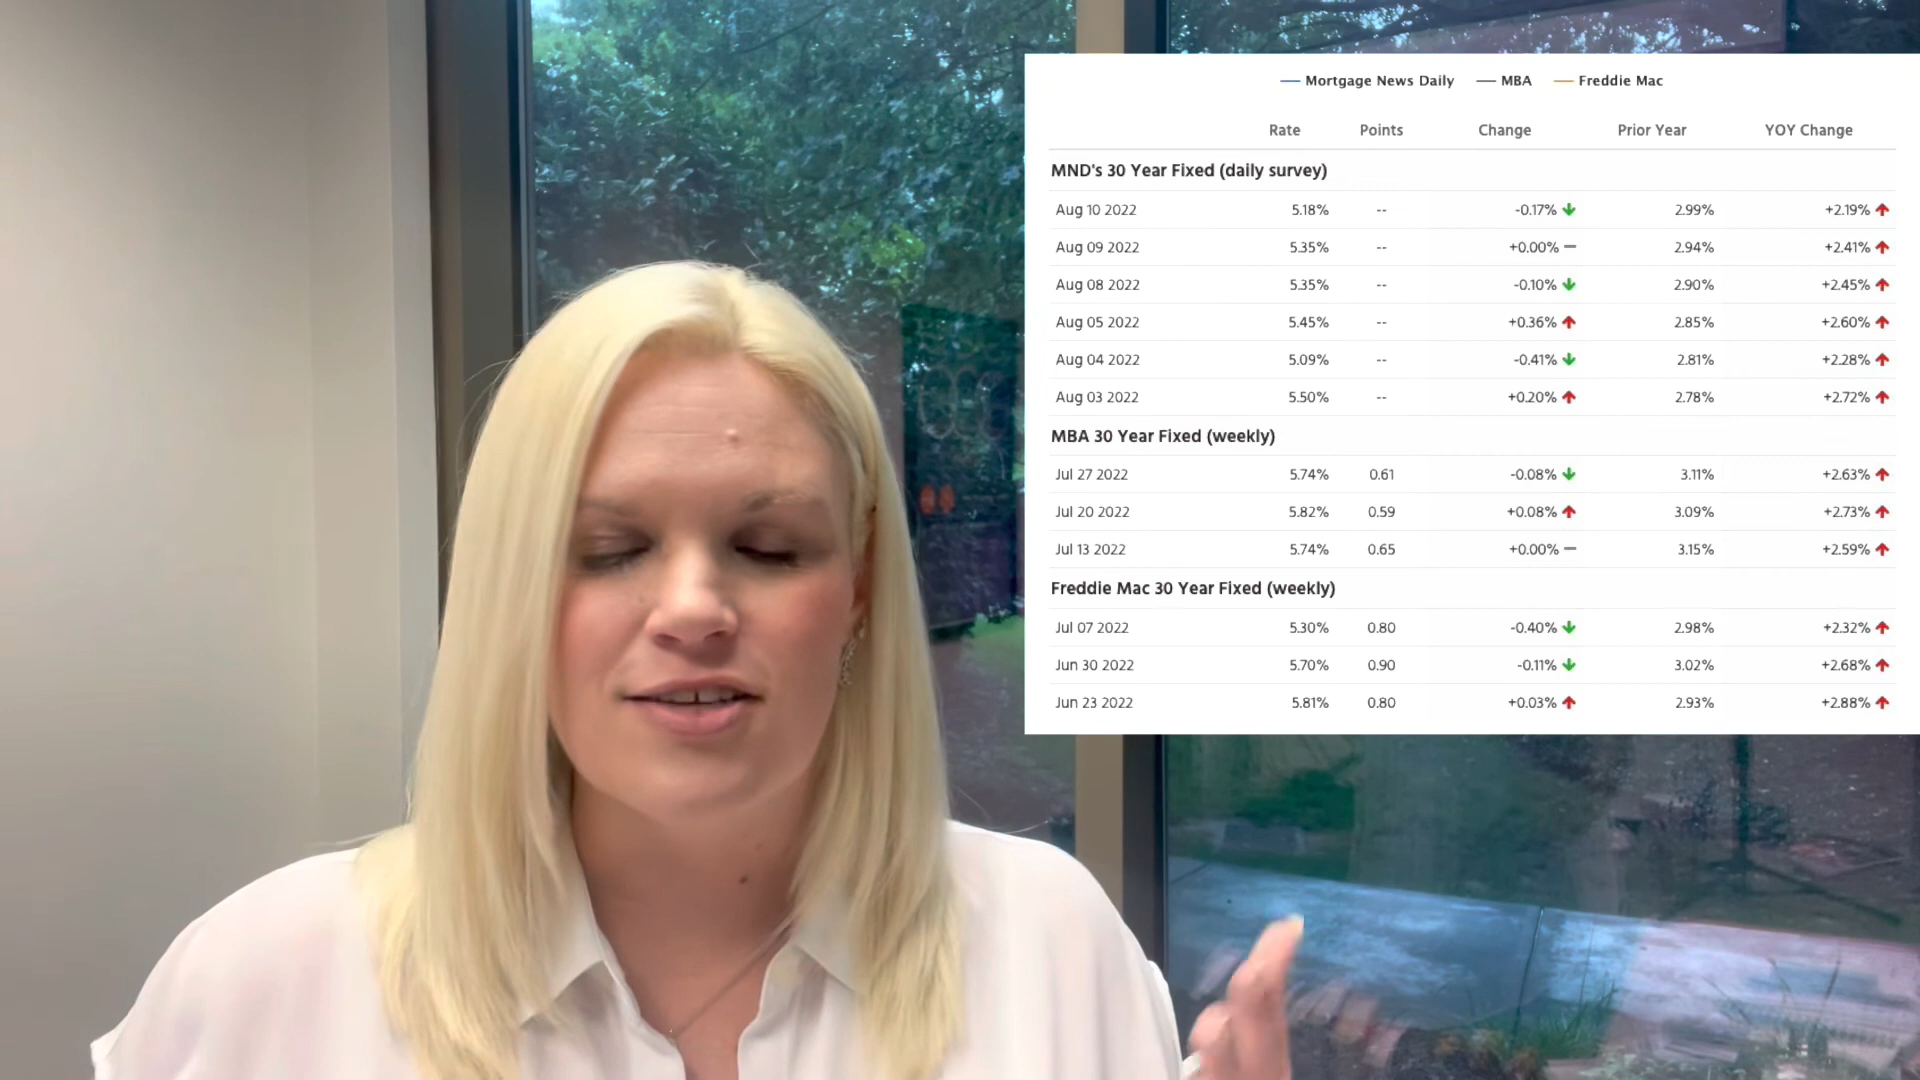 Mortgage News Daily MBA Freddie Mac
Rate Points Change Prior Year YOY Change
MND's 30 Year Fixed (daily survey)
Aug 10 2022 5.18% -- -0.17% 2.99% +2.19%
Aug 09 2022 5.35% -- +0.00% 2.94% +2.41%
Aug 08 2022 5.35% -- -0.10% 2.90% +2.45%
Aug 05 2022 5.45% -- +0.36% 2.85% +2.60%
Aug 04 2022 5.09% -- -0.41% 2.81% +2.28%
Aug 03 2022 5.50% -- +0.20% 2.78% +2.72%
MBA 30 Year Fixed (weekly)
Jul 27 2022 5.74% 0.61 -0.08% 3.11% +2.63%
Jul 20 2022 5.82% 0.59 +0.08% 3.09% +2.73%
Jul 13 2022 5.74% 0.65 +0.00% 3.15% +2.59%
Freddie Mac 30 Year Fixed (weekly)
Jul 07 2022 5.30% 0.80 -0.40% 2.98% +2.32%
Jun 30 2022 5.70% 0.90 -0.11% 3.02% +2.68%
Jun 23 2022 5.81% 0.80 +0.03% 2.93% +2.88%